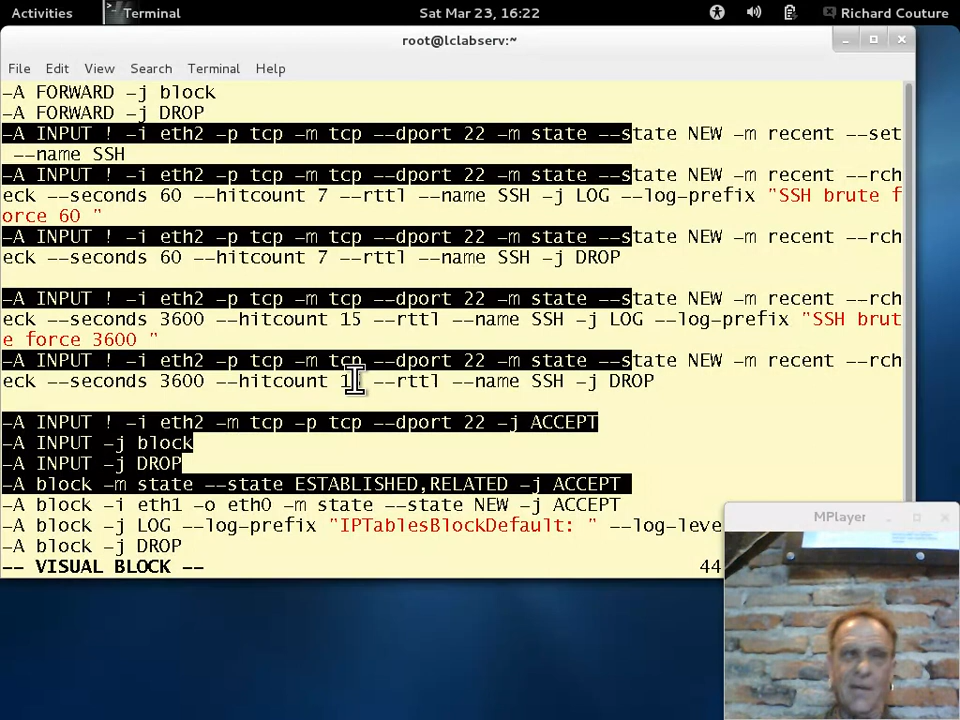 Activities
Terminal
Sat Mar 23, 16:22
Richard Couture
root@lclabserv:~
File Edit View Search Terminal Help
-A FORWARD -j block
-A FORWARD -j DROP
-A INPUT ! -i eth2 -p tcp -m tcp --dport 22 -m state --state NEW -m recent --set
--name SSH
-A INPUT ! -i eth2 -p tcp -m tcp --dport 22 -m state --state NEW -m recent --rch
eck --seconds 60 --hitcount 7 --rttl --name SSH -j LOG --log-prefix "SSH brute f
orce 60 "
-A INPUT ! -i eth2 -p tcp -m tcp --dport 22 -m state --state NEW -m recent --rch
eck --seconds 60 --hitcount 7 --rttl --name SSH -j DROP
-A INPUT ! -i eth2 -p tcp -m tcp --dport 22 -m state --state NEW -m recent --rch
eck --seconds 3600 --hitcount 15 --rttl --name SSH -j LOG --log-prefix "SSH brut
e force 3600 "
-A INPUT ! -i eth2 -p tcp -m tcp --dport 22 -m state --state NEW -m recent --rch
eck --seconds 3600 --hitcount --rttl --name SSH -j DROP
-A INPUT ! -i eth2 -m tcp -p tcp --dport 22 -j ACCEPT
-A INPUT -j block
-A INPUT -j DROP
-A block -m state --state ESTABLISHED,RELATED -j ACCEPT
-A block -i eth1 -o eth0 -m state --state NEW -j ACCEPT
-A block -j LOG --log-prefix "IPTablesBlockDefault: " --log-leve
-A block -j DROP
-- VISUAL BLOCK -- 44
MPlayer